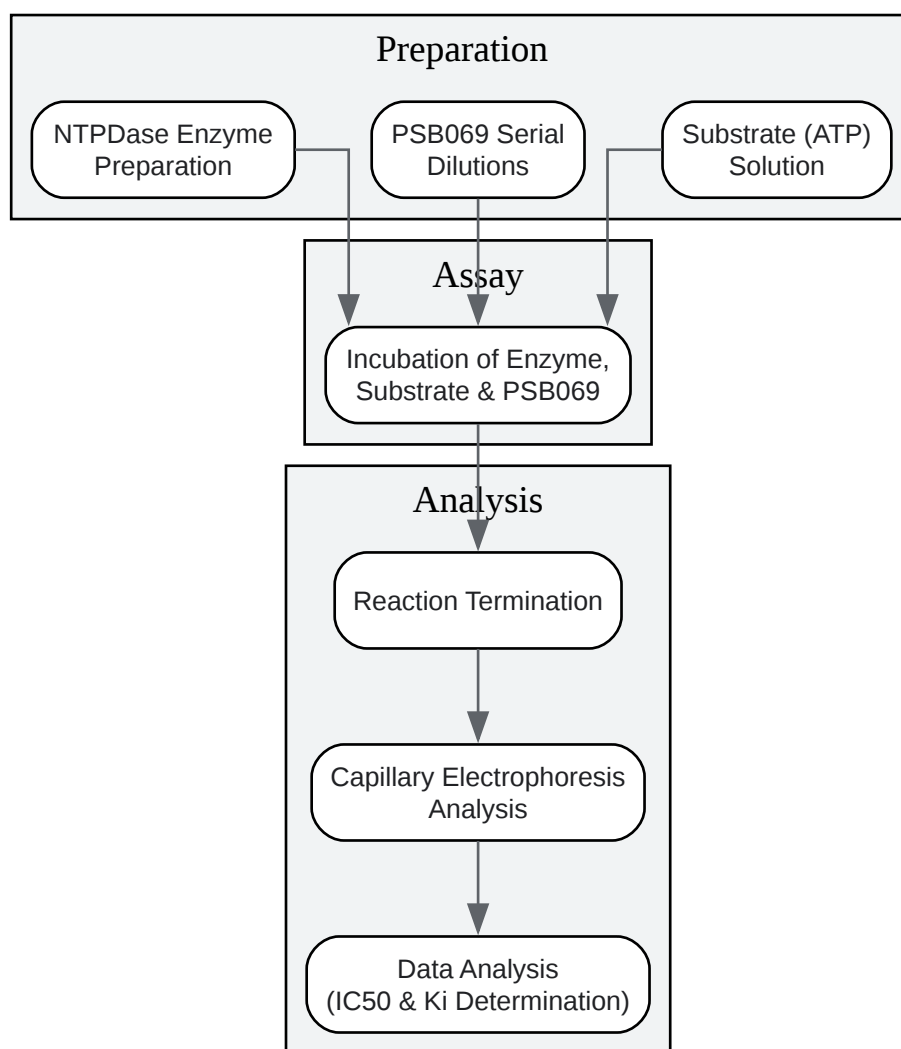 Preparation
NTPDase Enzyme
Preparation
PSB069 Serial
Dilutions
Substrate (ATP)
Solution
Assay
Incubation of Enzyme,
Substrate & PSB069
Analysis
Reaction Termination
Capillary Electrophoresis
Analysis
Data Analysis
(IC50 & Ki Determination)